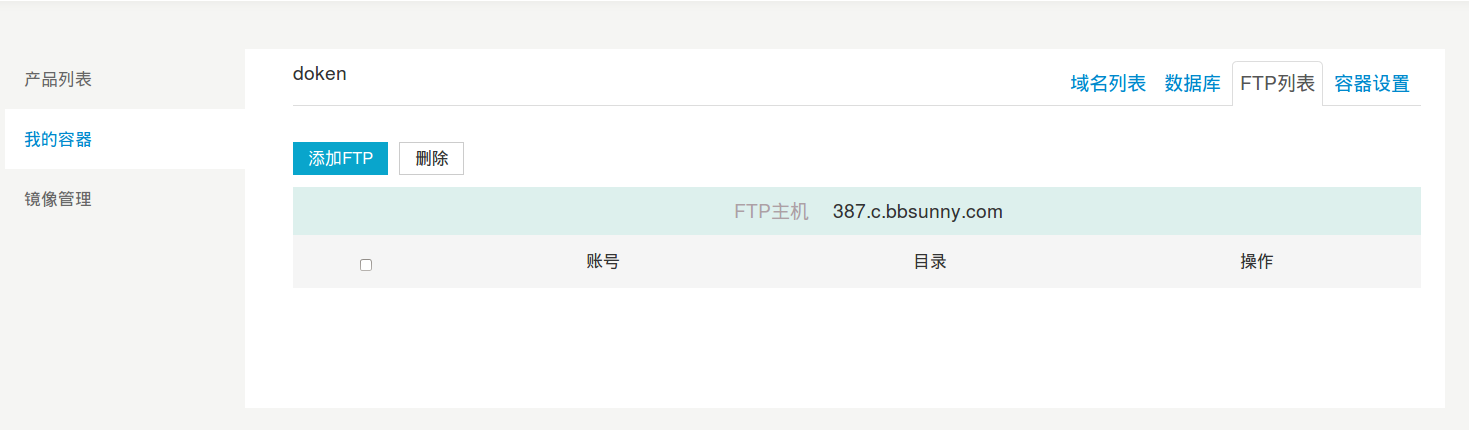 产品列表
我的容器
镜像管理
doken
域名列表 数据库 FTP列表 容器设置
添加FTP 删除
FTP主机 387.c.bbsunny.com
账号 目录 操作